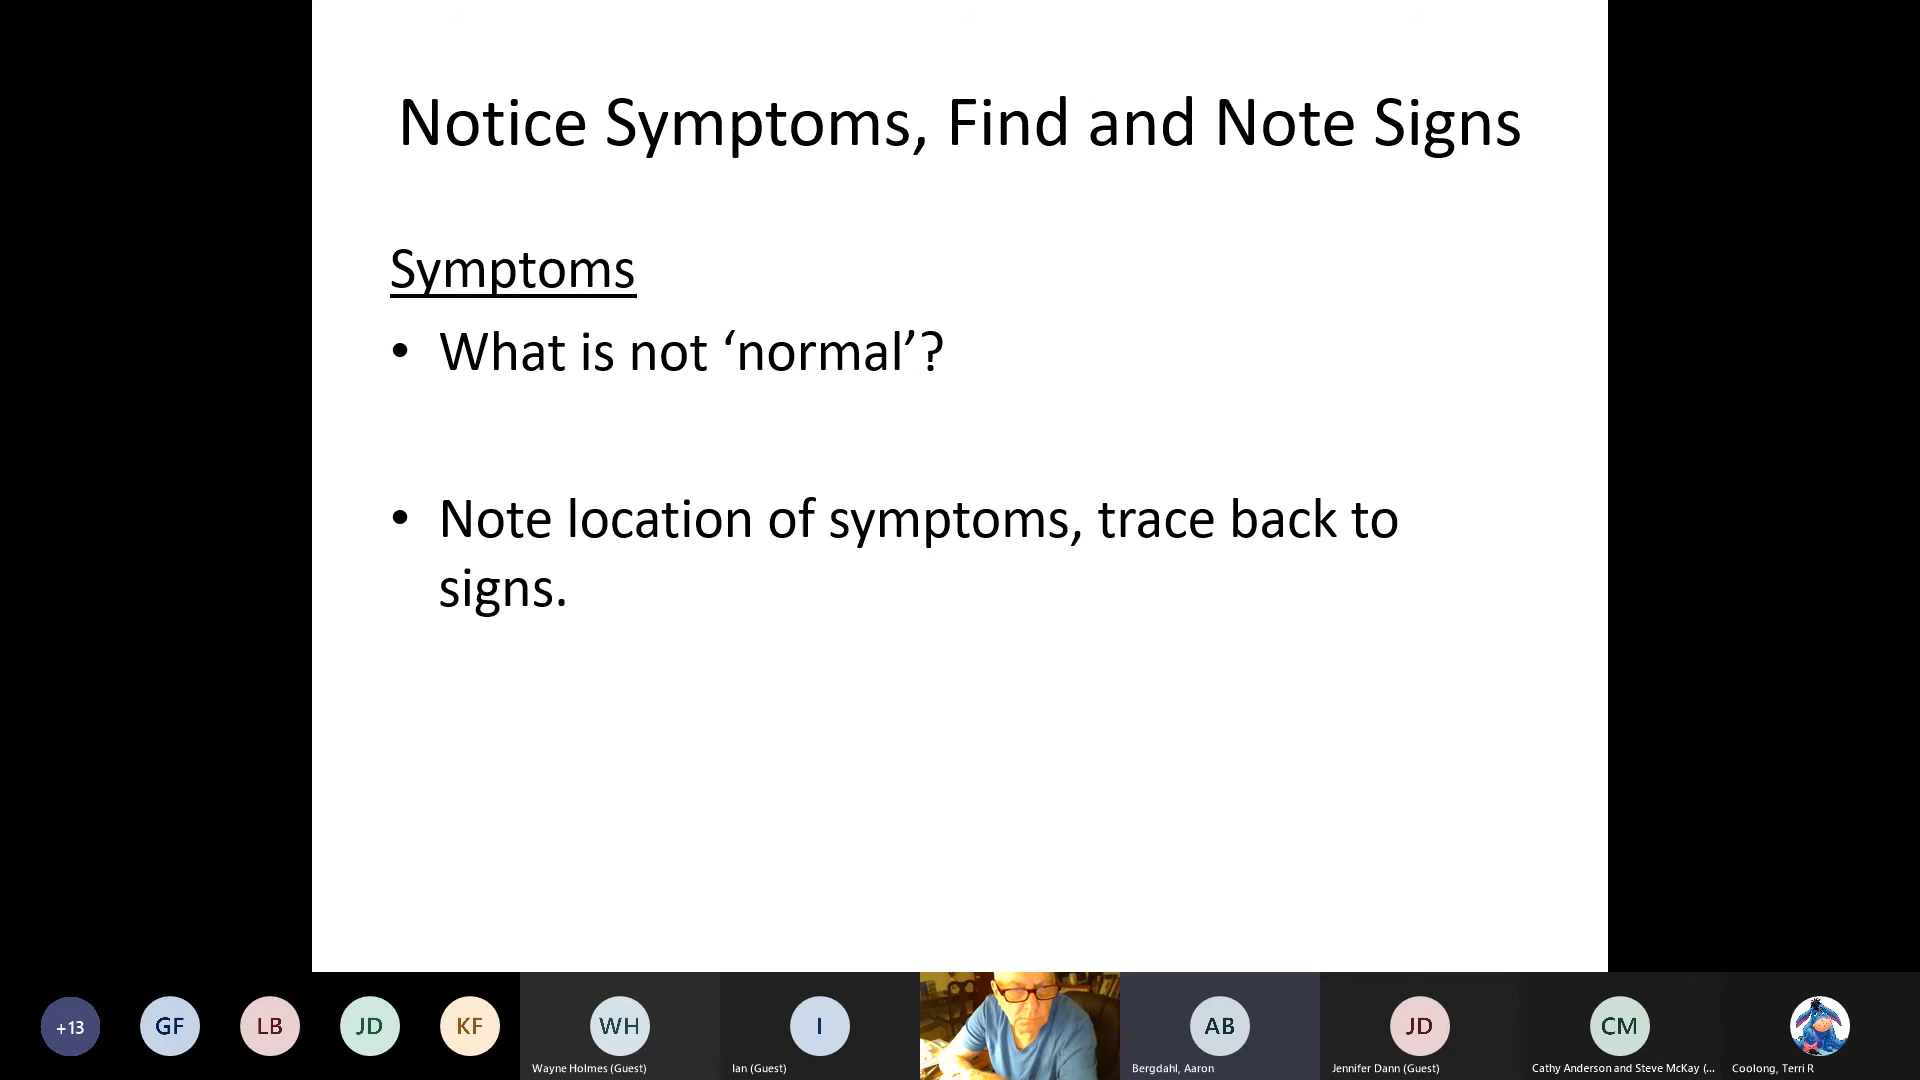 Notice Symptoms, Find and Note Signs
Symptoms
• What is not ‘normal’?
• Note location of symptoms, trace back to
signs.
+13
GF
LB
JD
KF
WH
Wayne Holmes (Guest)
I
Ian (Guest)
AB
Bergdahl, Aaron
JD
Jennifer Dann (Guest)
CM
Cathy Anderson and Steve McKay (...
Coolong, Terri R